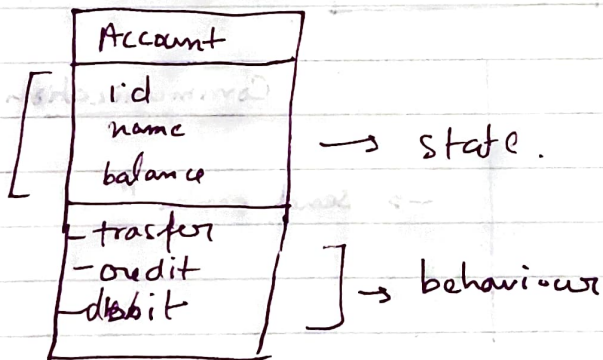 Account
id
name
balance
→ state.
- trasfer
- credit
- debit
→ behaviour